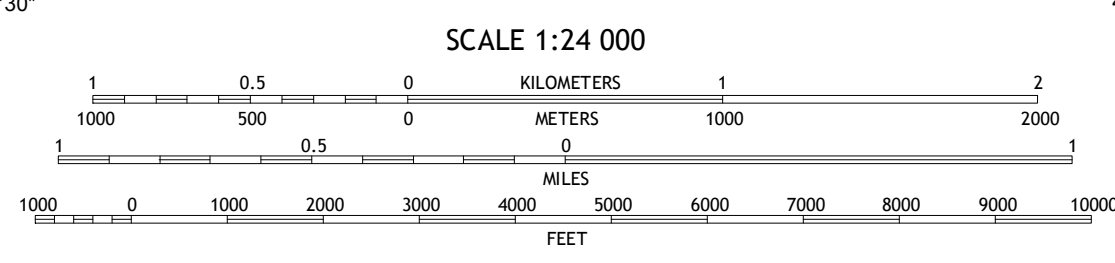 30"
SCALE 1:24 000
1 0.5 0 KILOMETERS 1 2
1000 500 0 METERS 1000 2000
1 0.5 0 1
MILES
1000 0 1000 2000 3000 4000 5000 6000 7000 8000 9000 10000
FEET